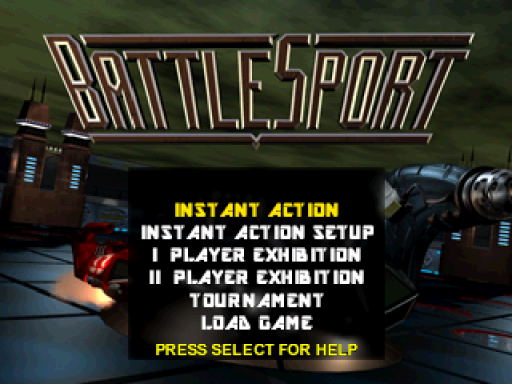 BATTLESPORT
INSTANT ACTION
INSTANT ACTION SETUP
I PLAYER EXHIBITION
II PLAYER EXHIBITION
TOURNAMENT
LOAD GAME
PRESS SELECT FOR HELP